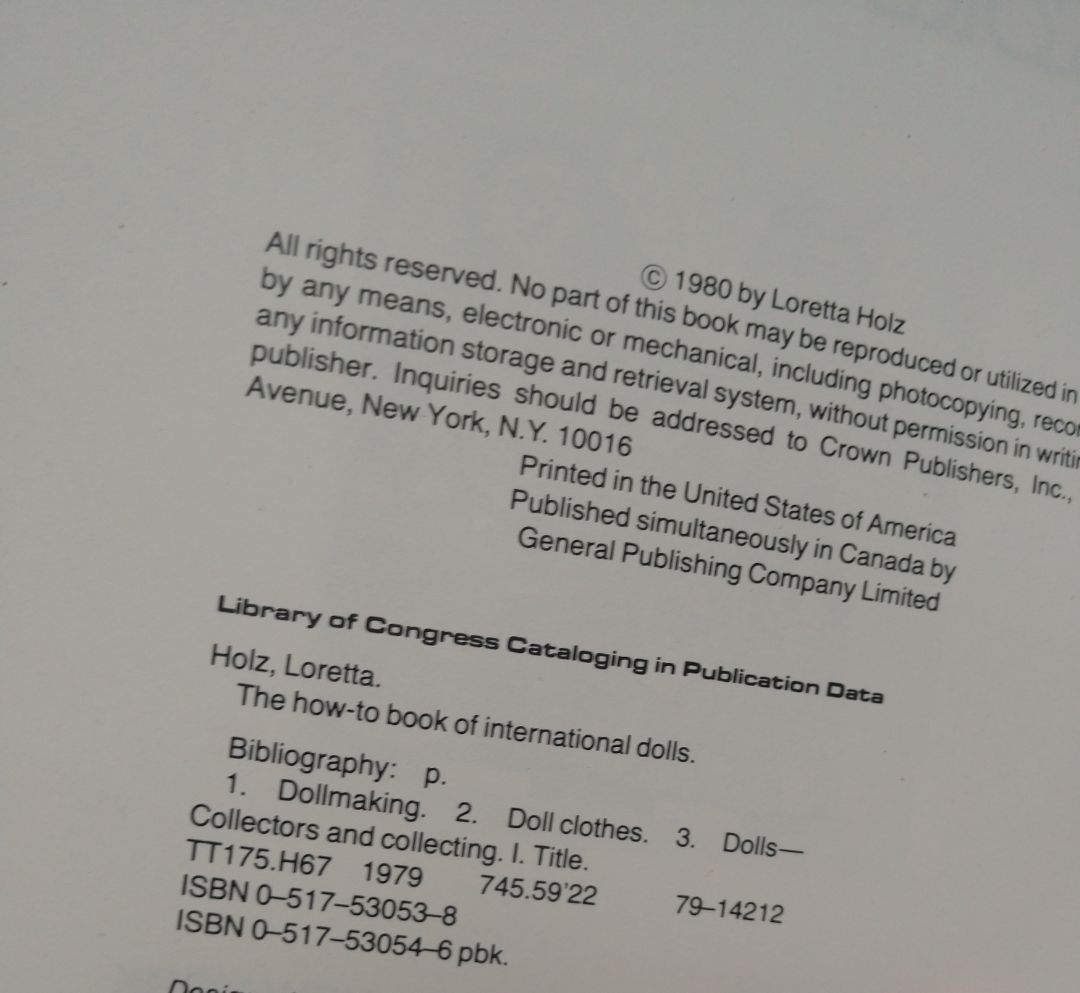 © 1980 by Loretta Holz
All rights reserved. No part of this book may be reproduced or utilized in
by any means, electronic or mechanical, including photocopying,
any information storage and retrieval system, without permission in
publisher. Inquiries should be addressed to Crown Publishers, Inc.,
Avenue, New York, N.Y. 10016
Printed in the United States of America
Published simultaneously in Canada by
General Publishing Company Limited
Library of Congress Cataloging in Publication Data
Holz, Loretta.
The how-to book of international dolls.
Bibliography: p.
1. Dollmaking. 2. Doll clothes. 3. Dolls—
Collectors and collecting. I. Title.
TT175.H67 1979 745.59'22 79–14212
ISBN 0–517–53053–8
ISBN 0–517–53054–6 pbk.